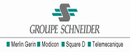 GROUPE SCHNEIDER
Merlin Gerin Modicon Square D Telemecanique